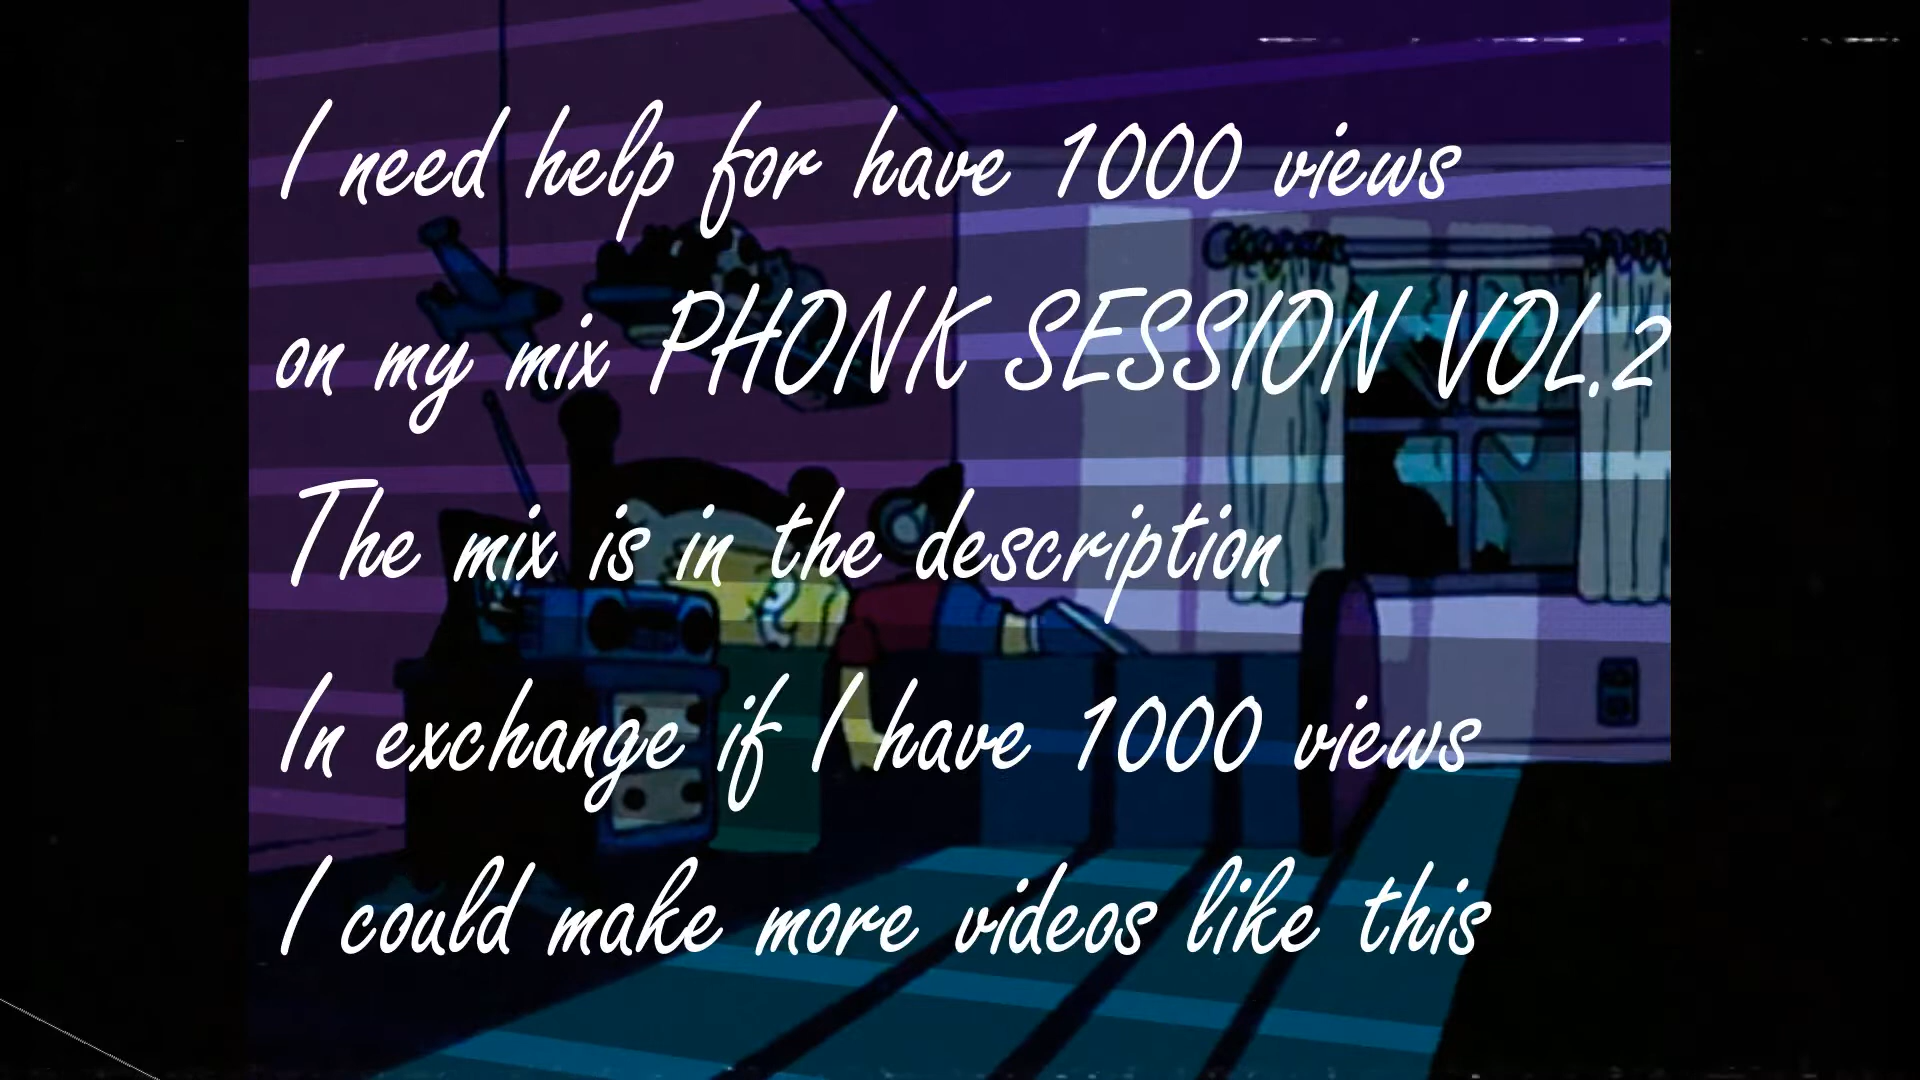 I need help for have 1000 views
on my mix PHONK SESSION VOL.2
The mix is in the description
In exchange if I have 1000 views
I could make more videos like this